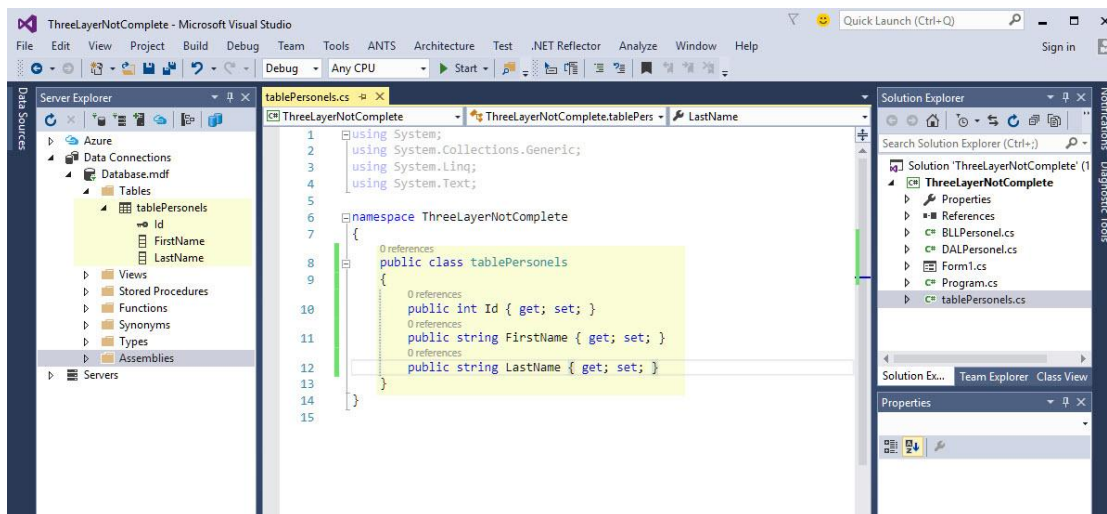 ThreeLayerNotComplete - Microsoft Visual Studio
Quick Launch (Ctrl+Q)
File Edit View Project Build Debug Team Tools ANTS Architecture Test .NET Reflector Analyze Window Help
Sign in
Debug Any CPU Start
Data Sources
Server Explorer
Azure
Data Connections
Database.mdf
Tables
tablePersonels
Id
FirstName
LastName
Views
Stored Procedures
Functions
Synonyms
Types
Assemblies
Servers
tablePersonels.cs
ThreeLayerNotComplete ThreeLayerNotComplete.tablePers LastName
1 using System;
2 using System.Collections.Generic;
3 using System.Linq;
4 using System.Text;
5
6 namespace ThreeLayerNotComplete
7 {
0 references
8 public class tablePersonels
9 {
0 references
10 public int Id { get; set; }
0 references
11 public string FirstName { get; set; }
0 references
12 public string LastName { get; set; }
13 }
14 }
15
Solution Explorer
Search Solution Explorer (Ctrl+;)
Solution 'ThreeLayerNotComplete' (1
C# ThreeLayerNotComplete
Properties
References
C# BLLPersonel.cs
C# DALPersonel.cs
Form1.cs
C# Program.cs
C# tablePersonels.cs
Solution Ex... Team Explorer Class View
Properties
Notifications
Diagnostic Tools